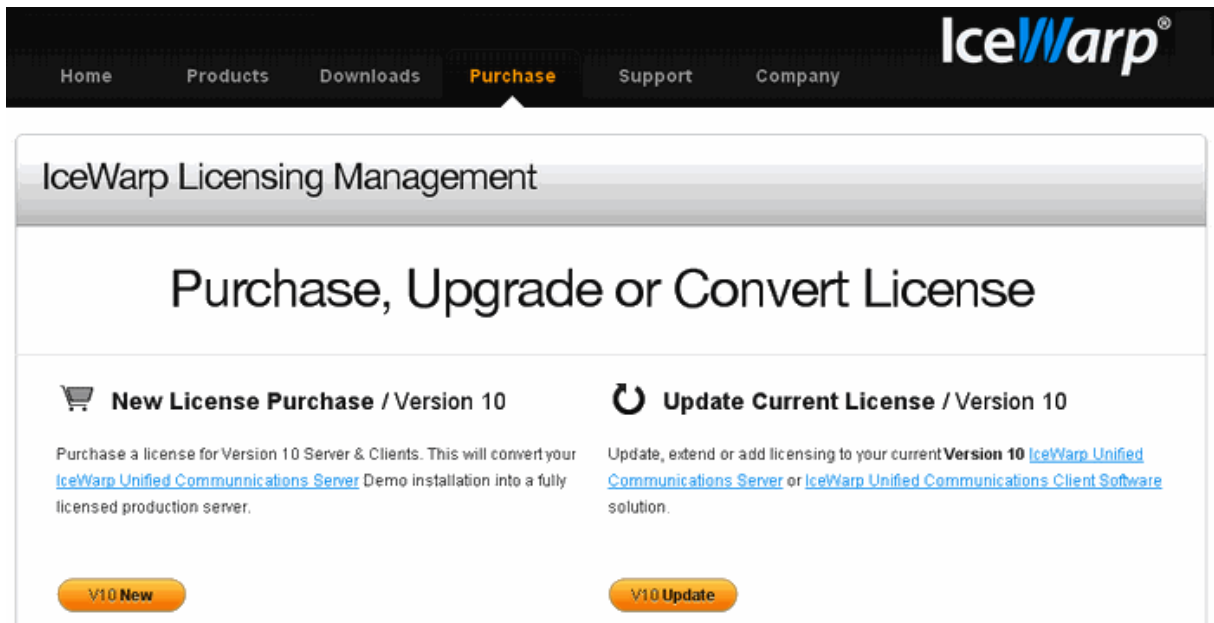 IceWarp®
Home Products Downloads Purchase Support Company
IceWarp Licensing Management
Purchase, Upgrade or Convert License
New License Purchase / Version 10
Purchase a license for Version 10 Server & Clients. This will convert your
IceWarp Unified Communnications Server Demo installation into a fully
licensed production server.
V10 New
Update Current License / Version 10
Update, extend or add licensing to your current Version 10 IceWarp Unified
Communications Server or IceWarp Unified Communications Client Software
solution.
V10 Update